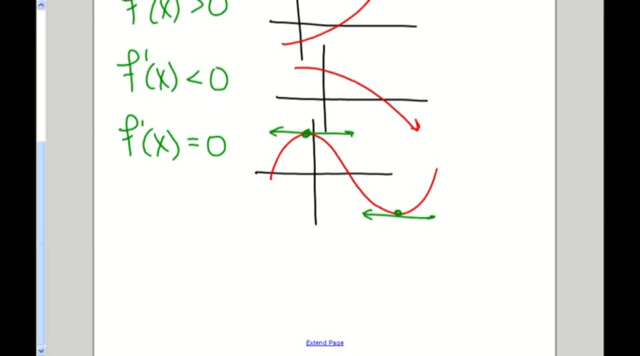 f'(x) > 0
f'(x) < 0
f'(x) = 0
Extend Page